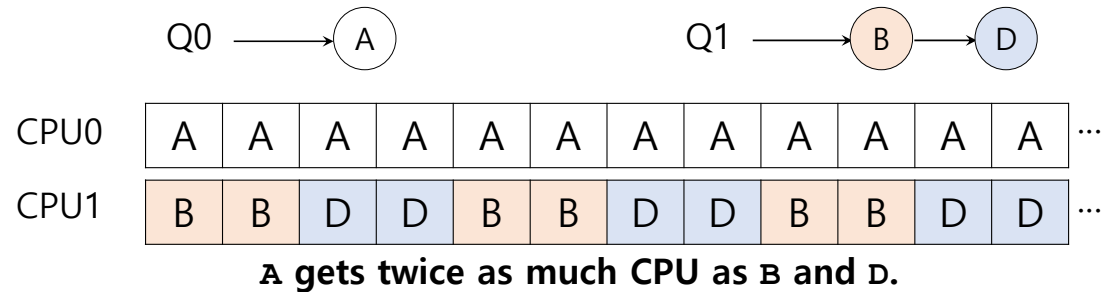 Q0 A Q1 B D
CPU0 A A A A A A A A A A A A ...
CPU1 B B D D B B D D B B D D ...
A gets twice as much CPU as B and D.